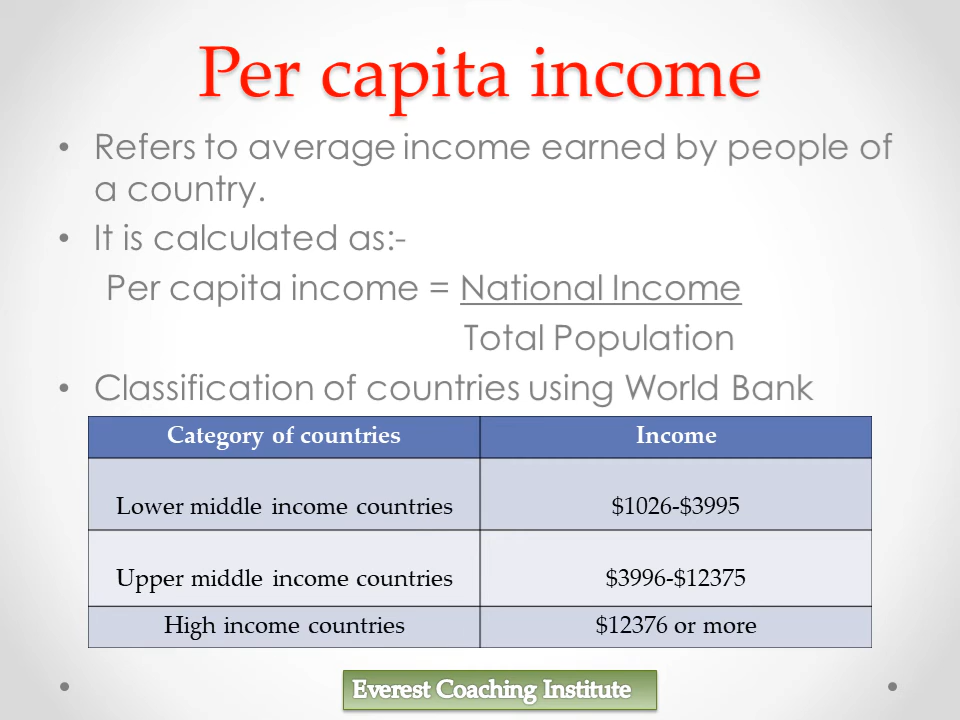 Per capita income
• Refers to average income earned by people of
a country.
• It is calculated as:-
Per capita income = National Income
Total Population
• Classification of countries using World Bank
Category of countries Income
Lower middle income countries $1026-$3995
Upper middle income countries $3996-$12375
High income countries $12376 or more
Everest Coaching Institute